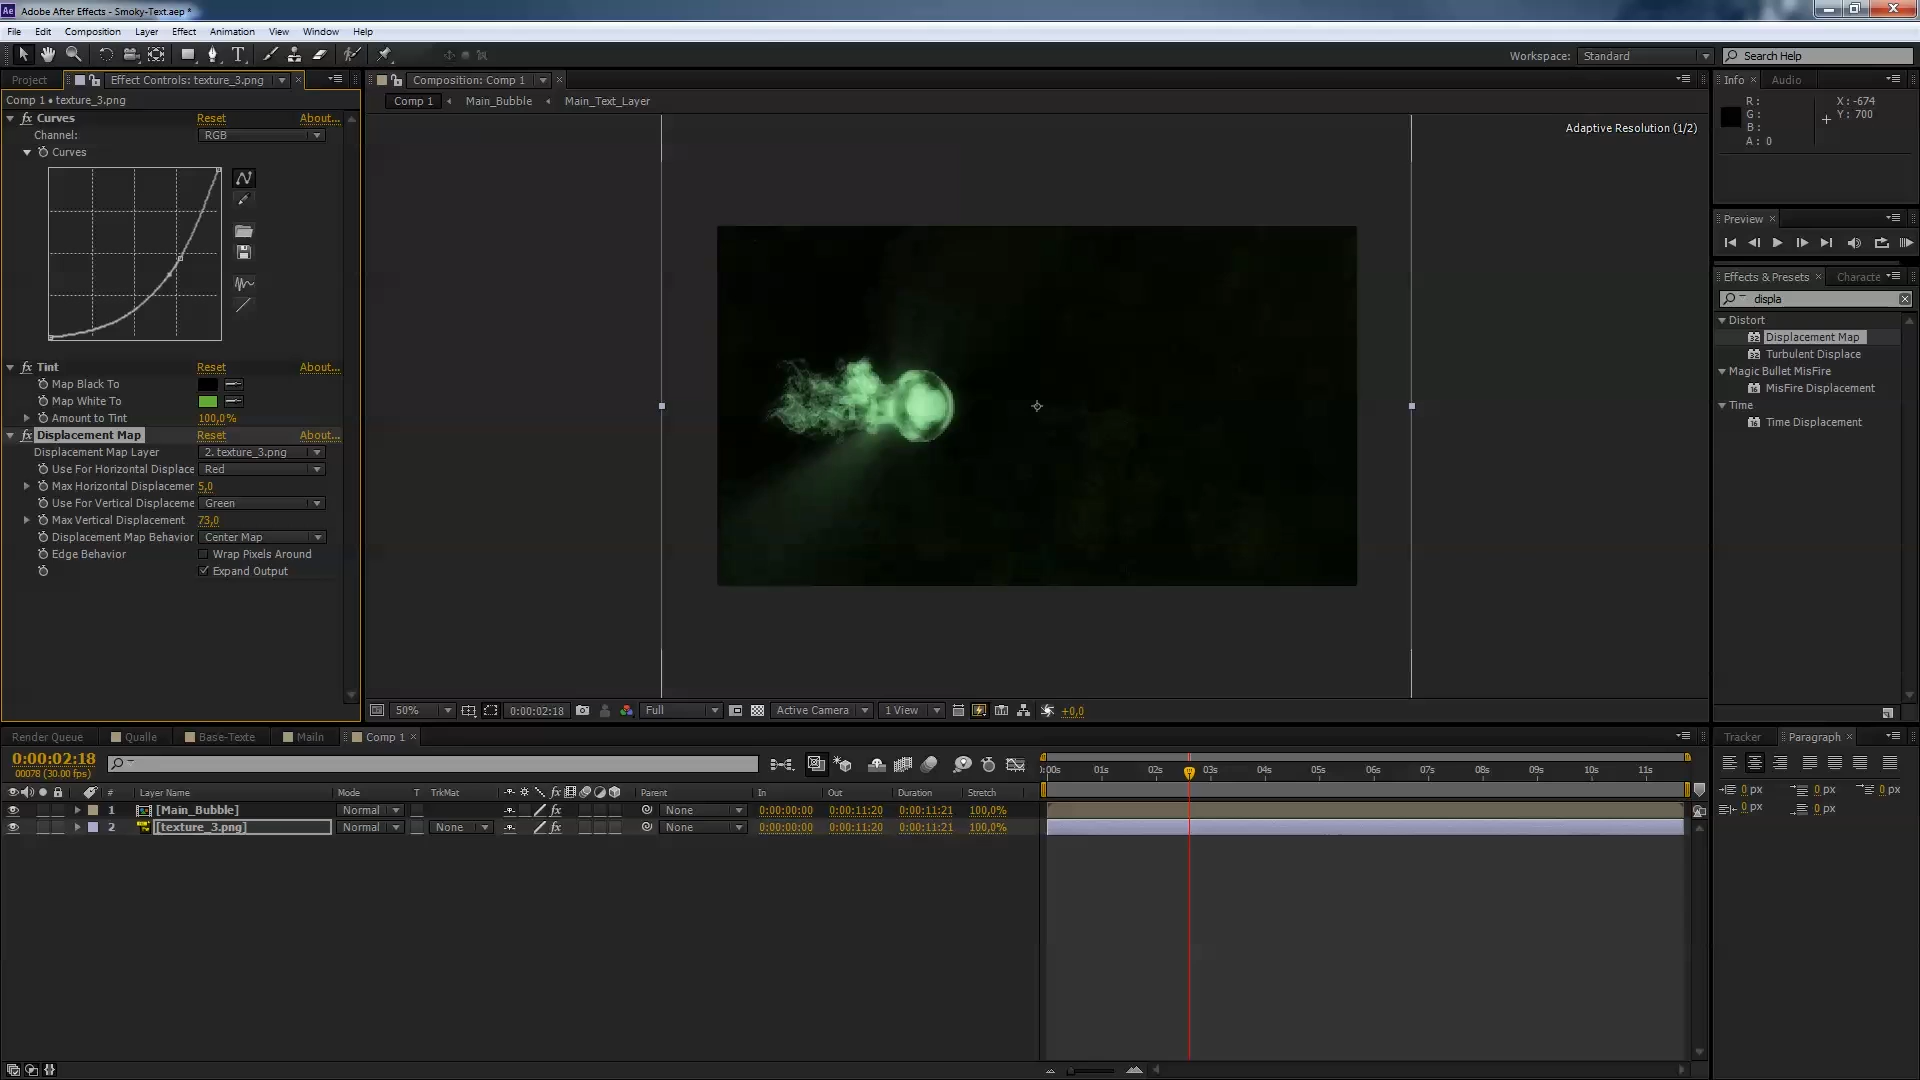 Ae Adobe After Effects - Smoky-Text.aep *
File Edit Composition Layer Effect Animation View Window Help
Workspace: Standard
Search Help
Project
Effect Controls: texture_3.png
Comp 1 • texture_3.png
fx Curves Reset About...
Channel: RGB
Curves
fx Tint Reset About...
Map Black To
Map White To
Amount to Tint 100,0%
fx Displacement Map Reset About...
Displacement Map Layer 2. texture_3.png
Use For Horizontal Displace Red
Max Horizontal Displacemer 5,0
Use For Vertical Displaceme Green
Max Vertical Displacement 73,0
Displacement Map Behavior Center Map
Edge Behavior Wrap Pixels Around
Expand Output
Composition: Comp 1
Comp 1 Main_Bubble Main_Text_Layer
Adaptive Resolution (1/2)
50% 0:00:02:18 Full Active Camera 1 View +0,0
Info Audio
R: X: -674
G: Y: 700
B:
A: 0
Preview
Effects & Presets Characte
displa
Distort
Displacement Map
Turbulent Displace
Magic Bullet MisFire
MisFire Displacement
Time
Time Displacement
Render Queue Qualle Base-Texte Maiin Comp 1
0:00:02:18
00078 (30.00 fps)
# Layer Name Mode T TrkMat fx Parent In Out Duration Stretch
1 [Main_Bubble] Normal fx None 0:00:00:00 0:00:11:20 0:00:11:21 100,0%
2 [texture_3.png] Normal None fx None 0:00:00:00 0:00:11:20 0:00:11:21 100,0%
):00s 01s 02s 03s 04s 05s 06s 07s 08s 09s 10s 11s
Tracker Paragraph
0 px 0 px 0 px
0 px 0 px